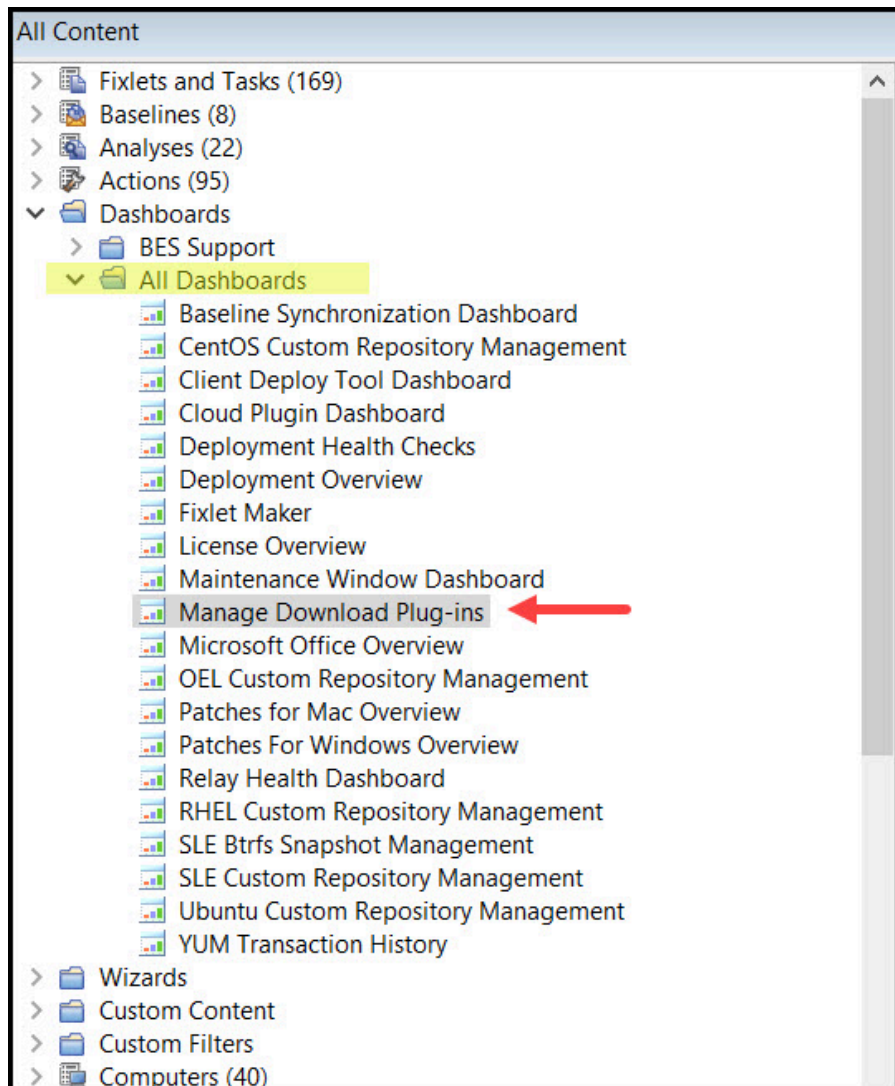 All Content
Fixlets and Tasks (169)
Baselines (8)
Analyses (22)
Actions (95)
Dashboards
BES Support
All Dashboards
Baseline Synchronization Dashboard
CentOS Custom Repository Management
Client Deploy Tool Dashboard
Cloud Plugin Dashboard
Deployment Health Checks
Deployment Overview
Fixlet Maker
License Overview
Maintenance Window Dashboard
Manage Download Plug-ins
Microsoft Office Overview
OEL Custom Repository Management
Patches for Mac Overview
Patches For Windows Overview
Relay Health Dashboard
RHEL Custom Repository Management
SLE Btrfs Snapshot Management
SLE Custom Repository Management
Ubuntu Custom Repository Management
YUM Transaction History
Wizards
Custom Content
Custom Filters
Computers (40)